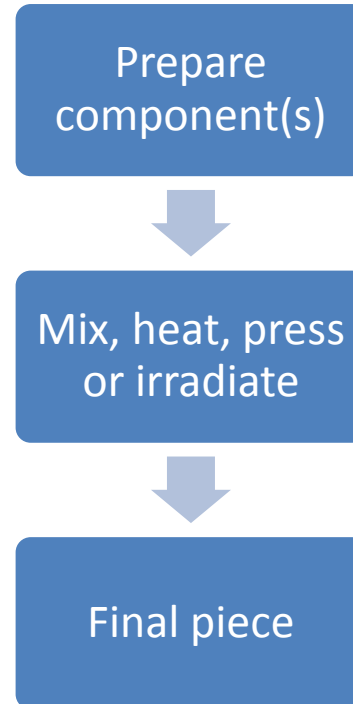 Prepare
component(s)
Mix, heat, press
or irradiate
Final piece